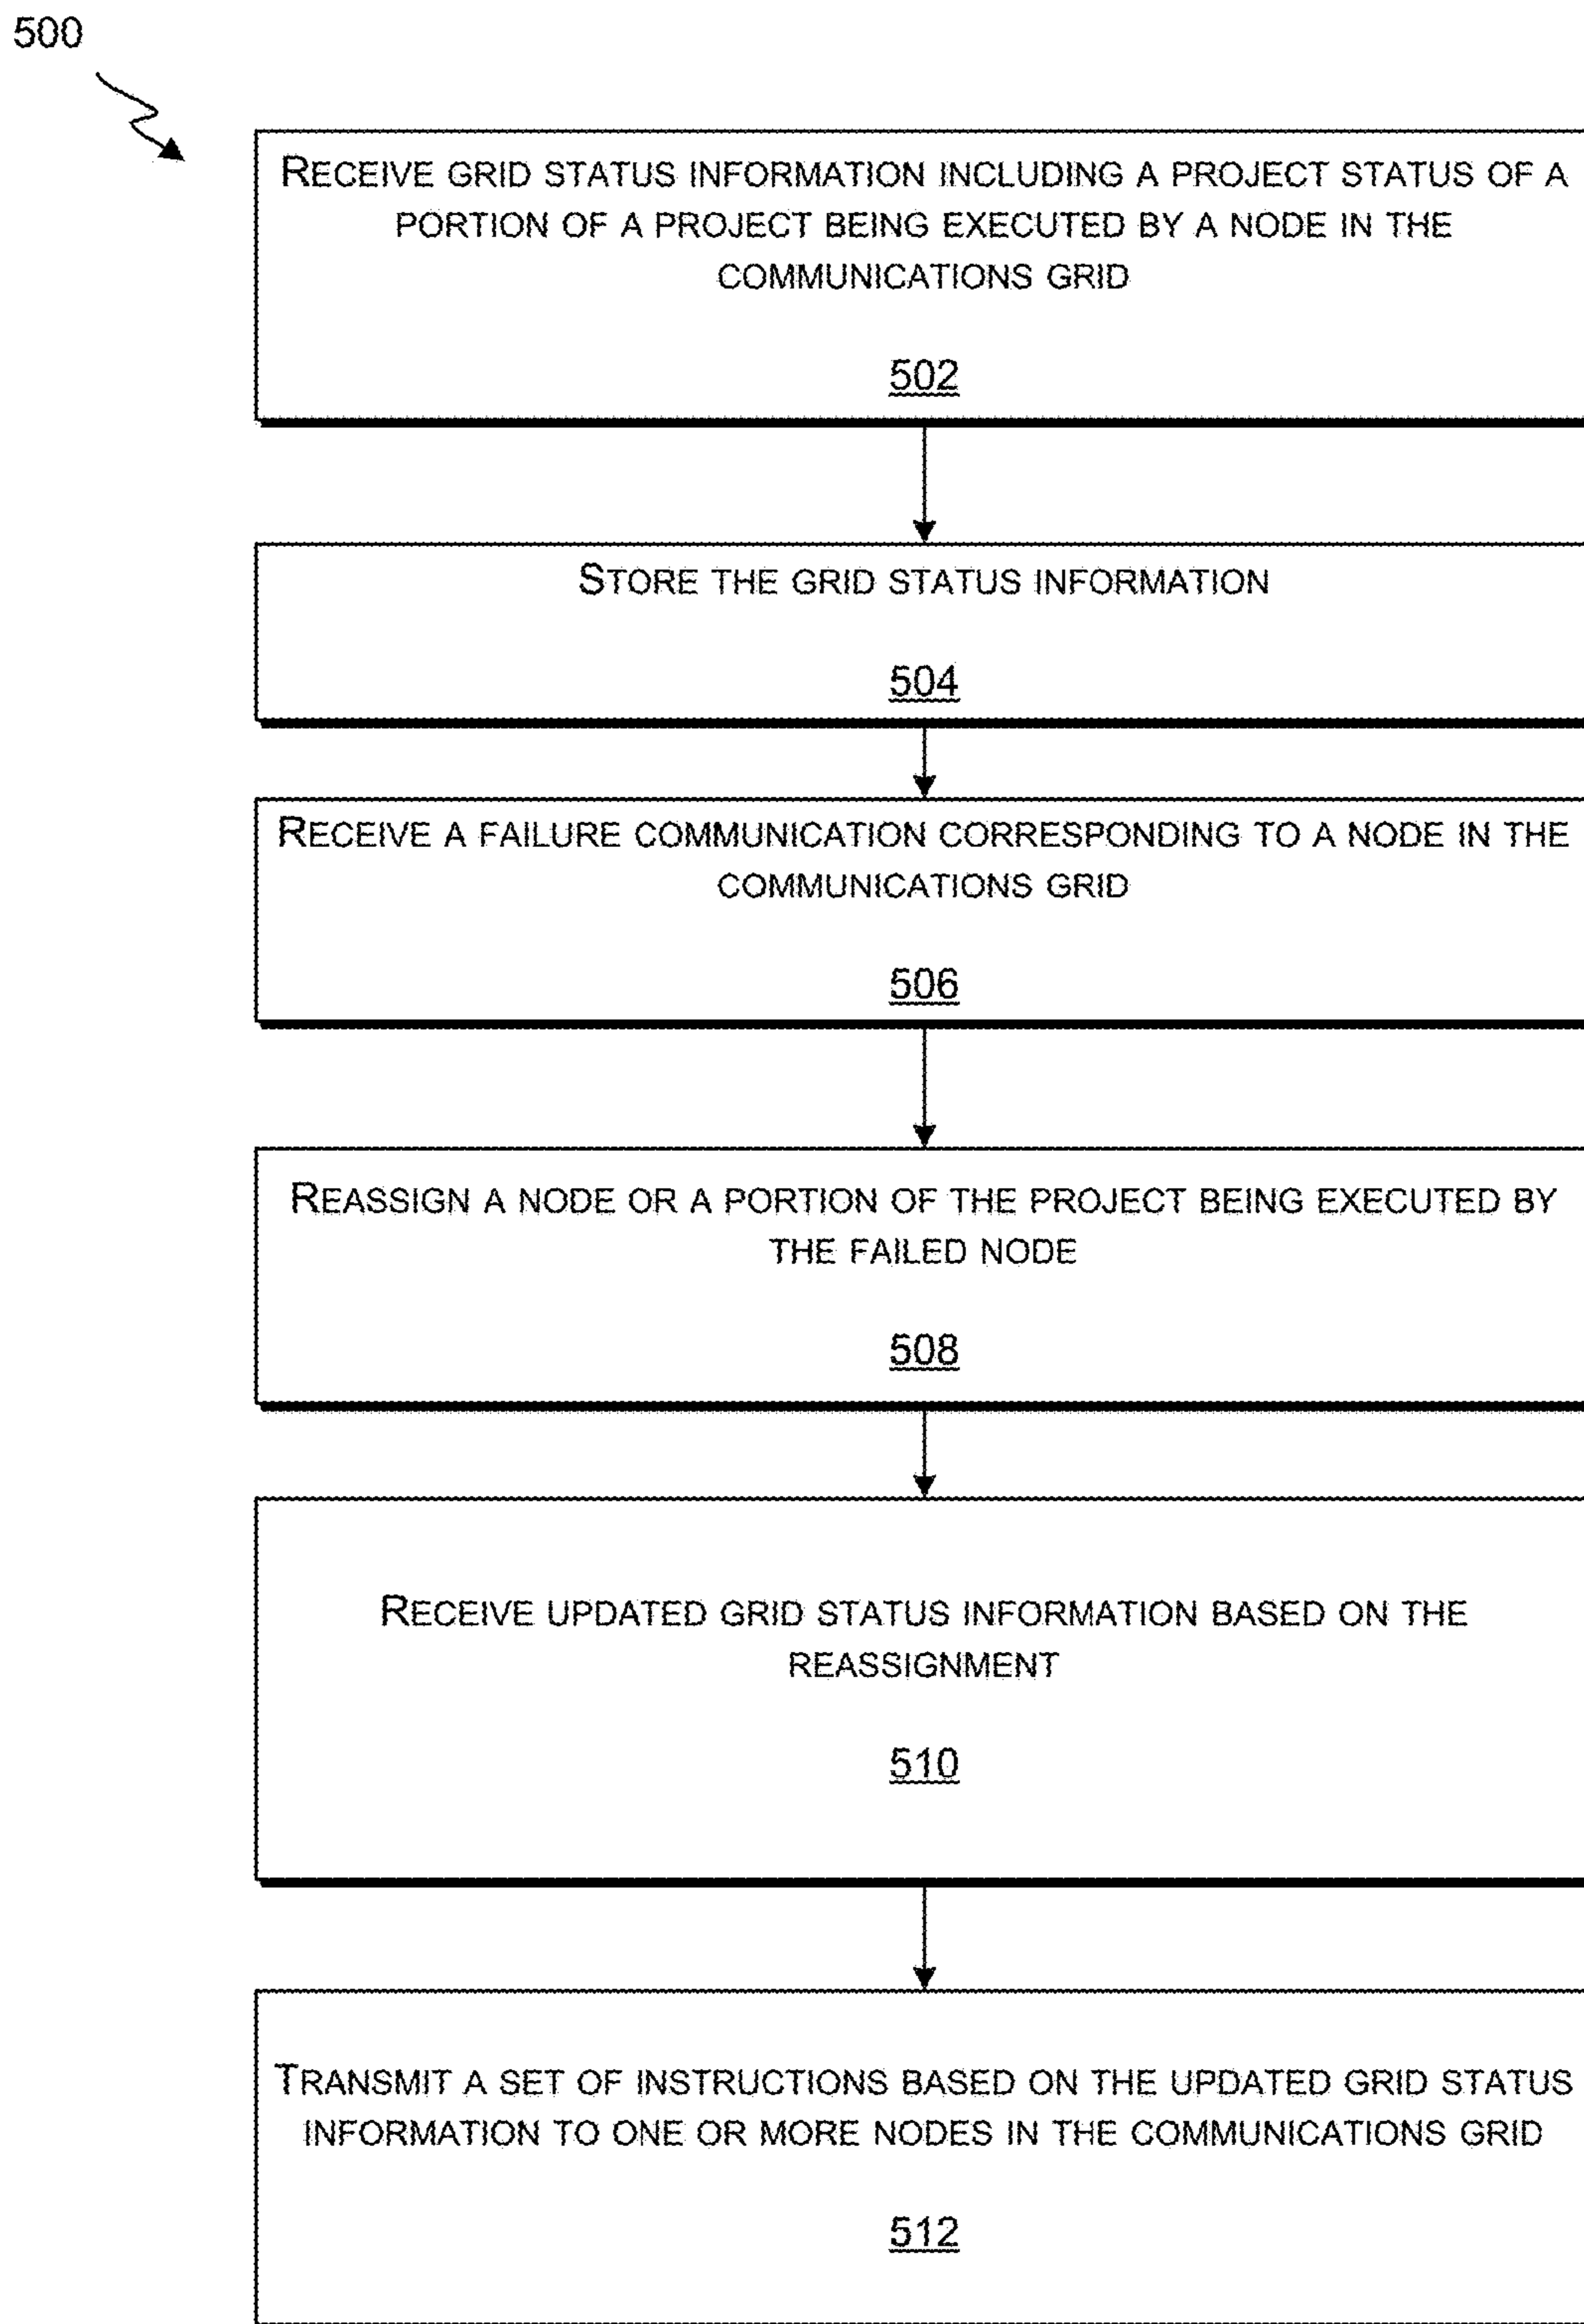 500
RECEIVE GRID STATUS INFORMATION INCLUDING A PROJECT STATUS OF A
PORTION OF A PROJECT BEING EXECUTED BY A NODE IN THE
COMMUNICATIONS GRID
502
STORE THE GRID STATUS INFORMATION
504
RECEIVE A FAILURE COMMUNICATION CORRESPONDING TO A NODE IN THE
COMMUNICATIONS GRID
506
REASSIGN A NODE OR A PORTION OF THE PROJECT BEING EXECUTED BY
THE FAILED NODE
508
RECEIVE UPDATED GRID STATUS INFORMATION BASED ON THE
REASSIGNMENT
510
TRANSMIT A SET OF INSTRUCTIONS BASED ON THE UPDATED GRID STATUS
INFORMATION TO ONE OR MORE NODES IN THE COMMUNICATIONS GRID
512